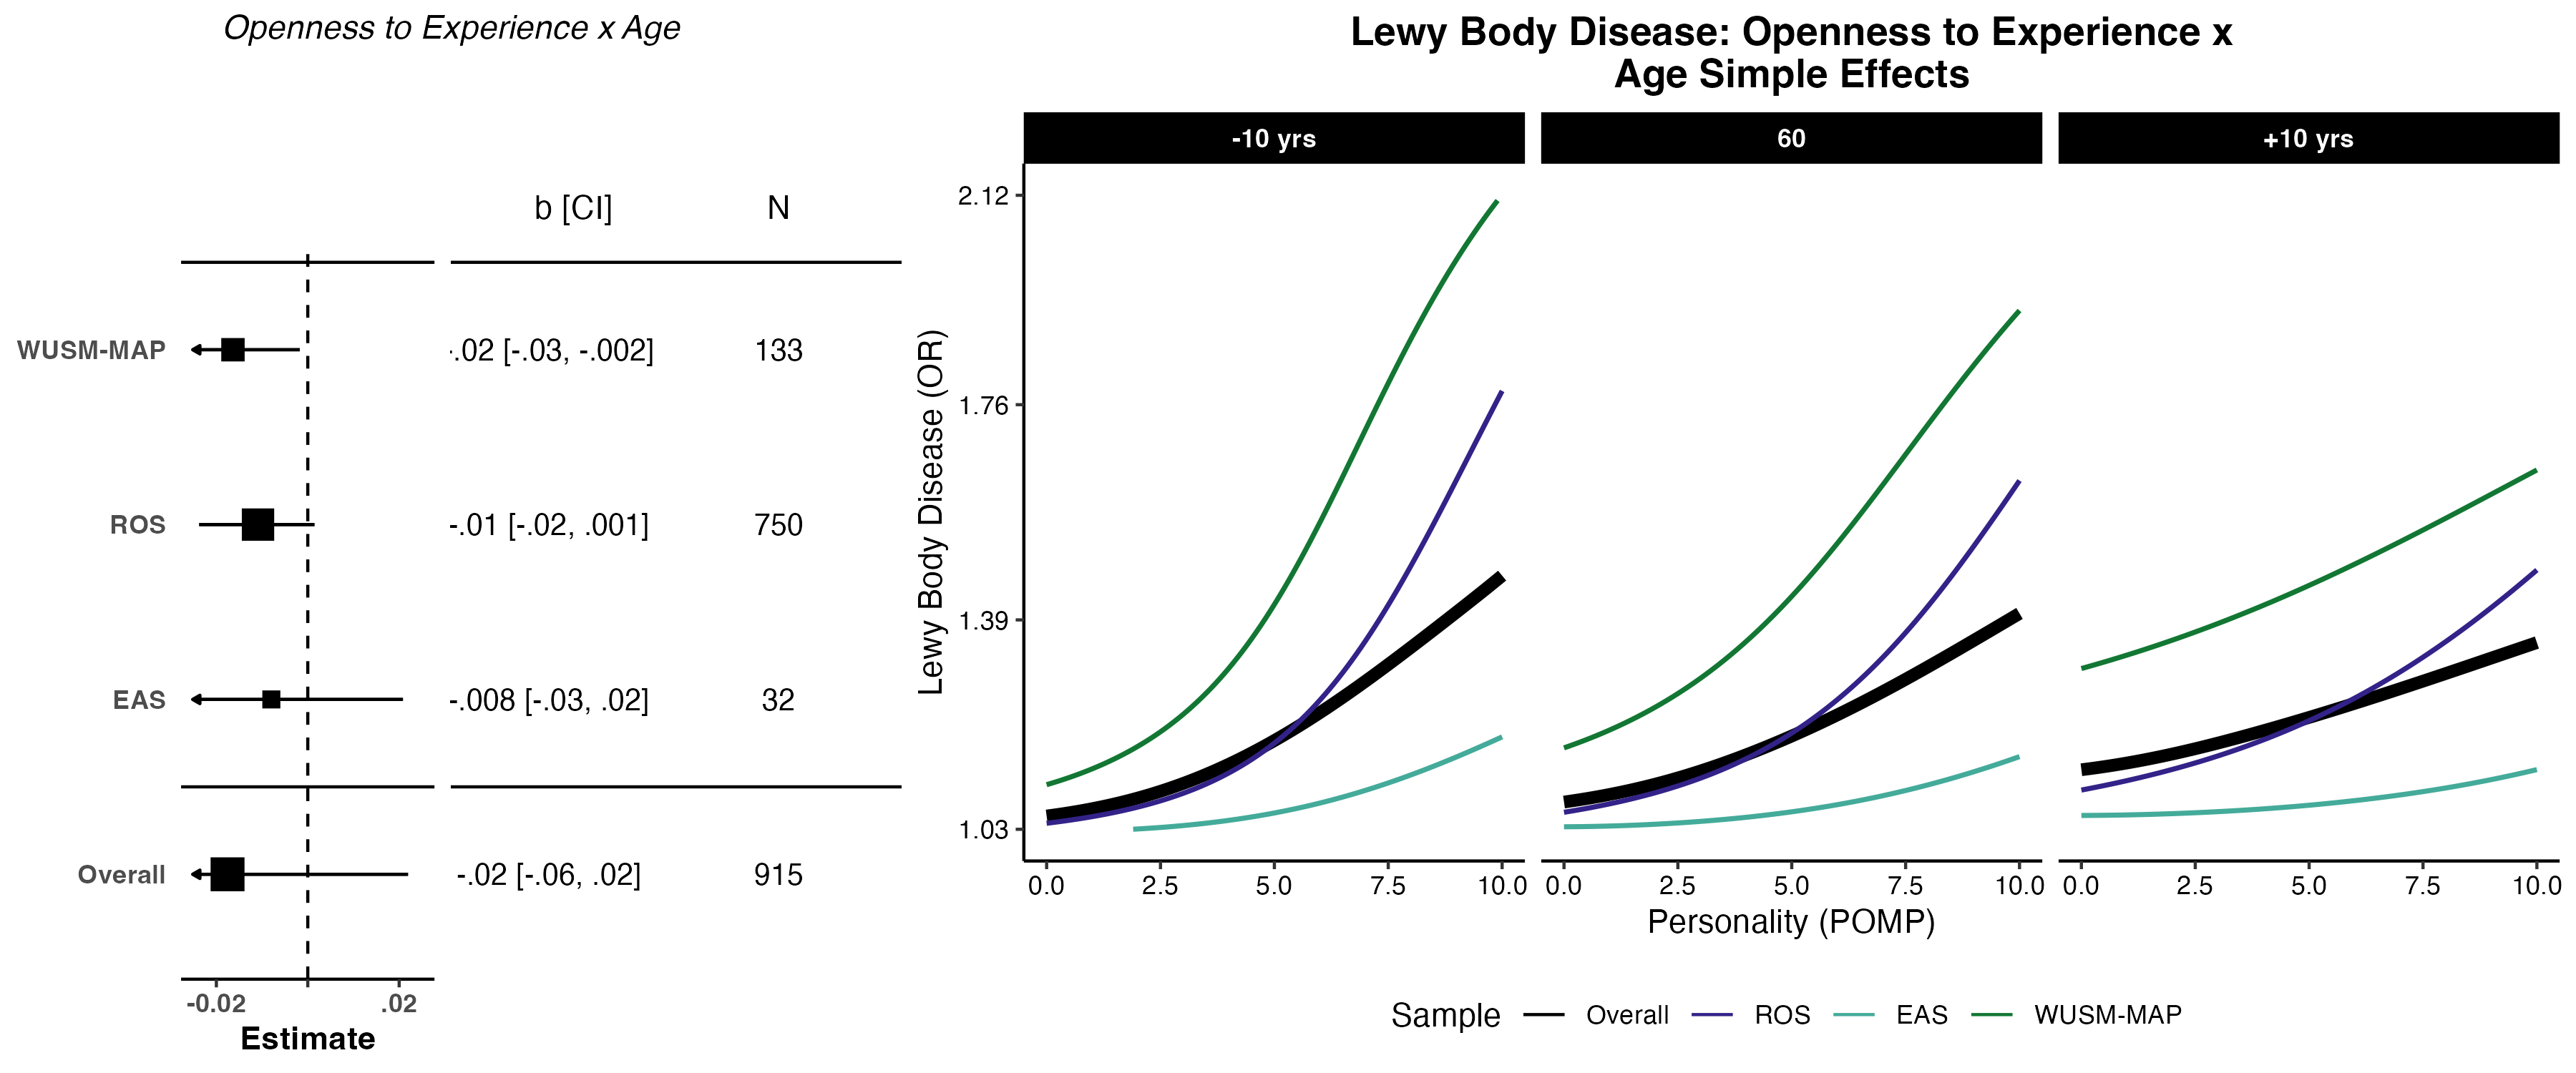 Openness to Experience x Age
b [CI] N
WUSM-MAP -.02 [-.03, -.002] 133
ROS -.01 [-.02, .001] 750
EAS -.008 [-.03, .02] 32
Overall -.02 [-.06, .02] 915
-0.02 .02
Estimate
Lewy Body Disease: Openness to Experience x
Age Simple Effects
-10 yrs 60 +10 yrs
Lewy Body Disease (OR)
2.12
1.76
1.39
1.03
0.0 2.5 5.0 7.5 10.0 0.0 2.5 5.0 7.5 10.0 0.0 2.5 5.0 7.5 10.0
Personality (POMP)
Sample Overall ROS EAS WUSM-MAP